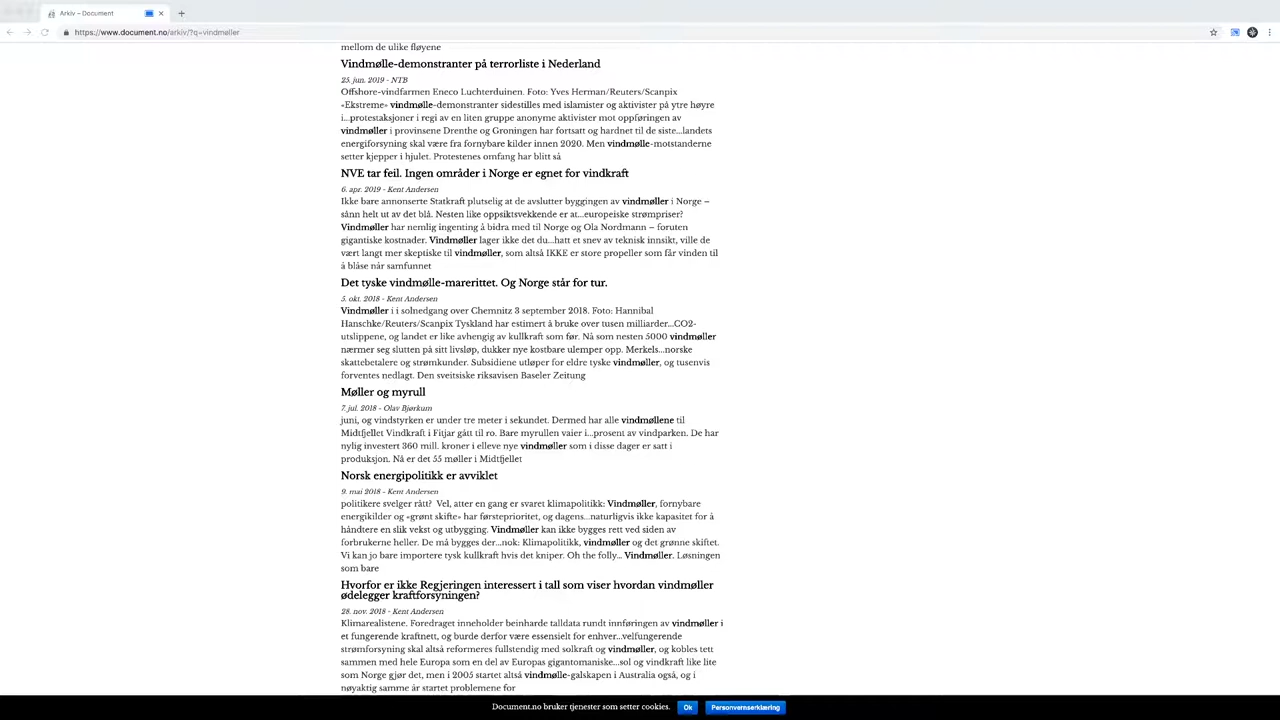 Arkiv – Document
https://www.document.no/arkiv/?q=vindmøller
mellom de ulike fløyene
Vindmølle-demonstranter på terrorliste i Nederland
25. jun. 2019 - NTB
Offshore-vindfarmen Eneco Luchterduinen. Foto: Yves Herman/Reuters/Scanpix
«Ekstreme» vindmølle-demonstranter sidestilles med islamister og aktivister på ytre høyre
i...protestaksjoner i regi av en liten gruppe anonyme aktivister mot oppføringen av
vindmøller i provinsene Drenthe og Groningen har fortsatt og hardnet til de siste...landets
energiforsyning skal være fra fornybare kilder innen 2020. Men vindmølle-motstanderne
setter kjepper i hjulet. Protestenes omfang har blitt så
NVE tar feil. Ingen områder i Norge er egnet for vindkraft
6. apr. 2019 - Kent Andersen
Ikke bare annonserte Statkraft plutselig at de avslutter byggingen av vindmøller i Norge –
sånn helt ut av det blå. Nesten like oppsiktsvekkende er at...europeiske strømpriser?
Vindmøller har nemlig ingenting å bidra med til Norge og Ola Nordmann – foruten
gigantiske kostnader. Vindmøller lager ikke det du...hatt et snev av teknisk innsikt, ville de
vært langt mer skeptiske til vindmøller, som altså IKKE er store propeller som får vinden til
å blåse når samfunnet
Det tyske vindmølle-marerittet. Og Norge står for tur.
5. okt. 2018 - Kent Andersen
Vindmøller i i solnedgang over Chemnitz 3 september 2018. Foto: Hannibal
Hanschke/Reuters/Scanpix Tyskland har estimert å bruke over tusen milliarder...CO2-
utslippene, og landet er like avhengig av kullkraft som før. Nå som nesten 5000 vindmøller
nærmer seg slutten på sitt livsløp, dukker nye kostbare ulemper opp. Merkels...norske
skattebetalere og strømkunder. Subsidiene utløper for eldre tyske vindmøller, og tusenvis
forventes nedlagt. Den sveitsiske riksavisen Baseler Zeitung
Møller og myrull
7. jul. 2018 - Olav Bjørkum
juni, og vindstyrken er under tre meter i sekundet. Dermed har alle vindmøllene til
Midtfjellet Vindkraft i Fitjar gått til ro. Bare myrullen vaier i...prosent av vindparken. De har
nylig investert 360 mill. kroner i elleve nye vindmøller som i disse dager er satt i
produksjon. Nå er det 55 møller i Midtfjellet
Norsk energipolitikk er avviklet
9. mai 2018 - Kent Andersen
politikere svelger rått?  Vel, atter en gang er svaret klimapolitikk: Vindmøller, fornybare
energikilder og «grønt skifte» har førsteprioritet, og dagens...naturligvis ikke kapasitet for å
håndtere en slik vekst og utbygging. Vindmøller kan ikke bygges rett ved siden av
forbrukerne heller. De må bygges der...nok: Klimapolitikk, vindmøller og det grønne skiftet.
Vi kan jo bare importere tysk kullkraft hvis det kniper. Oh the folly... Vindmøller. Løsningen
som bare
Hvorfor er ikke Regjeringen interessert i tall som viser hvordan vindmøller
ødelegger kraftforsyningen?
28. nov. 2018 - Kent Andersen
Klimarealistene. Foredraget inneholder beinharde talldata rundt innføringen av vindmøller i
et fungerende kraftnett, og burde derfor være essensielt for enhver...velfungerende
strømforsyning skal altså reformeres fullstendig med solkraft og vindmøller, og kobles tett
sammen med hele Europa som en del av Europas gigantomaniske...sol og vindkraft like lite
som Norge gjør det, men i 2005 startet altså vindmølle-galskapen i Australia også, og i
nøyaktig samme år startet problemene for
Document.no bruker tjenester som setter cookies.
Ok
Personvernserklæring